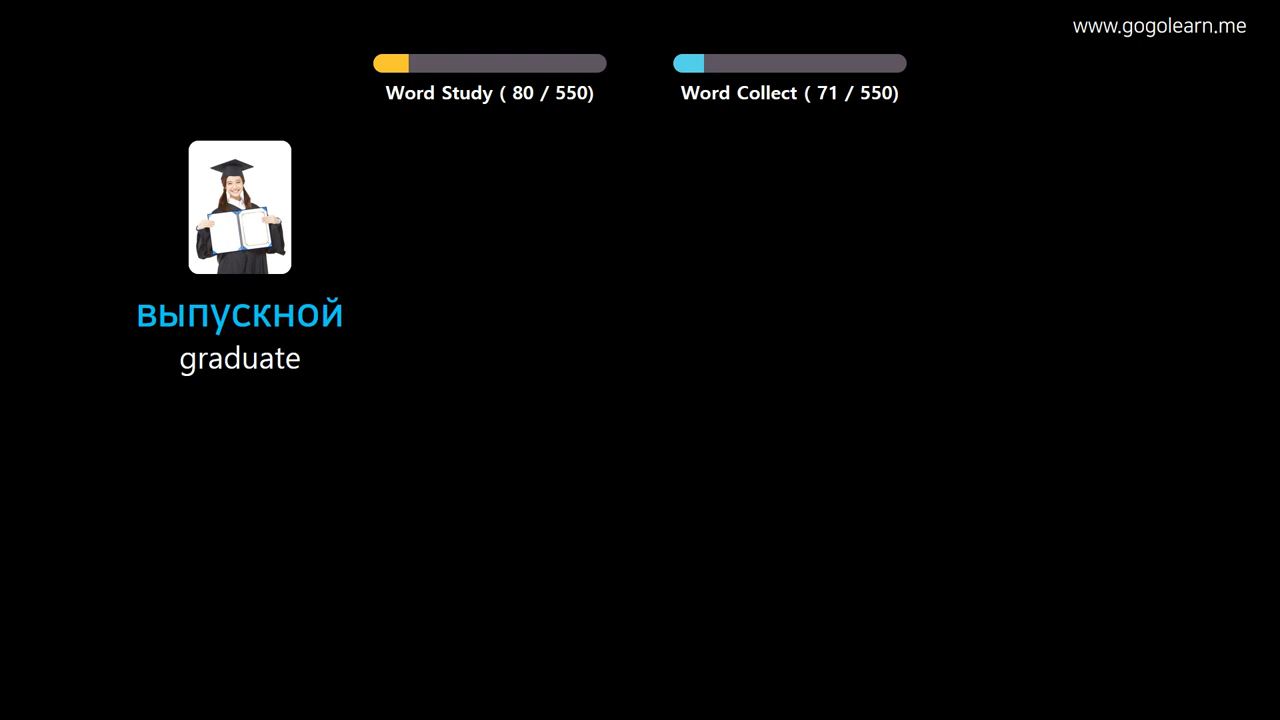 www.gogolearn.me
Word Study ( 80 / 550)
Word Collect ( 71 / 550)
выпускной
graduate